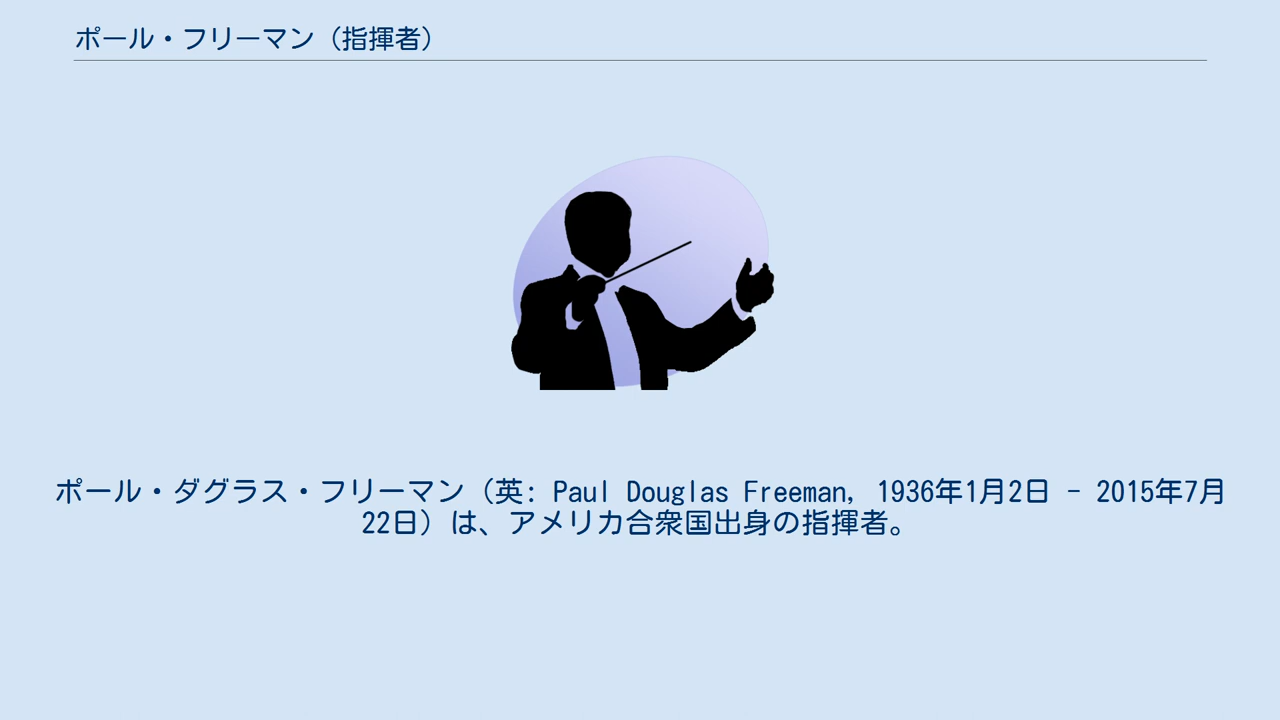 ポール・フリーマン（指揮者）
ポール・ダグラス・フリーマン（英: Paul Douglas Freeman, 1936年1月2日 - 2015年7月
22日）は、アメリカ合衆国出身の指揮者。